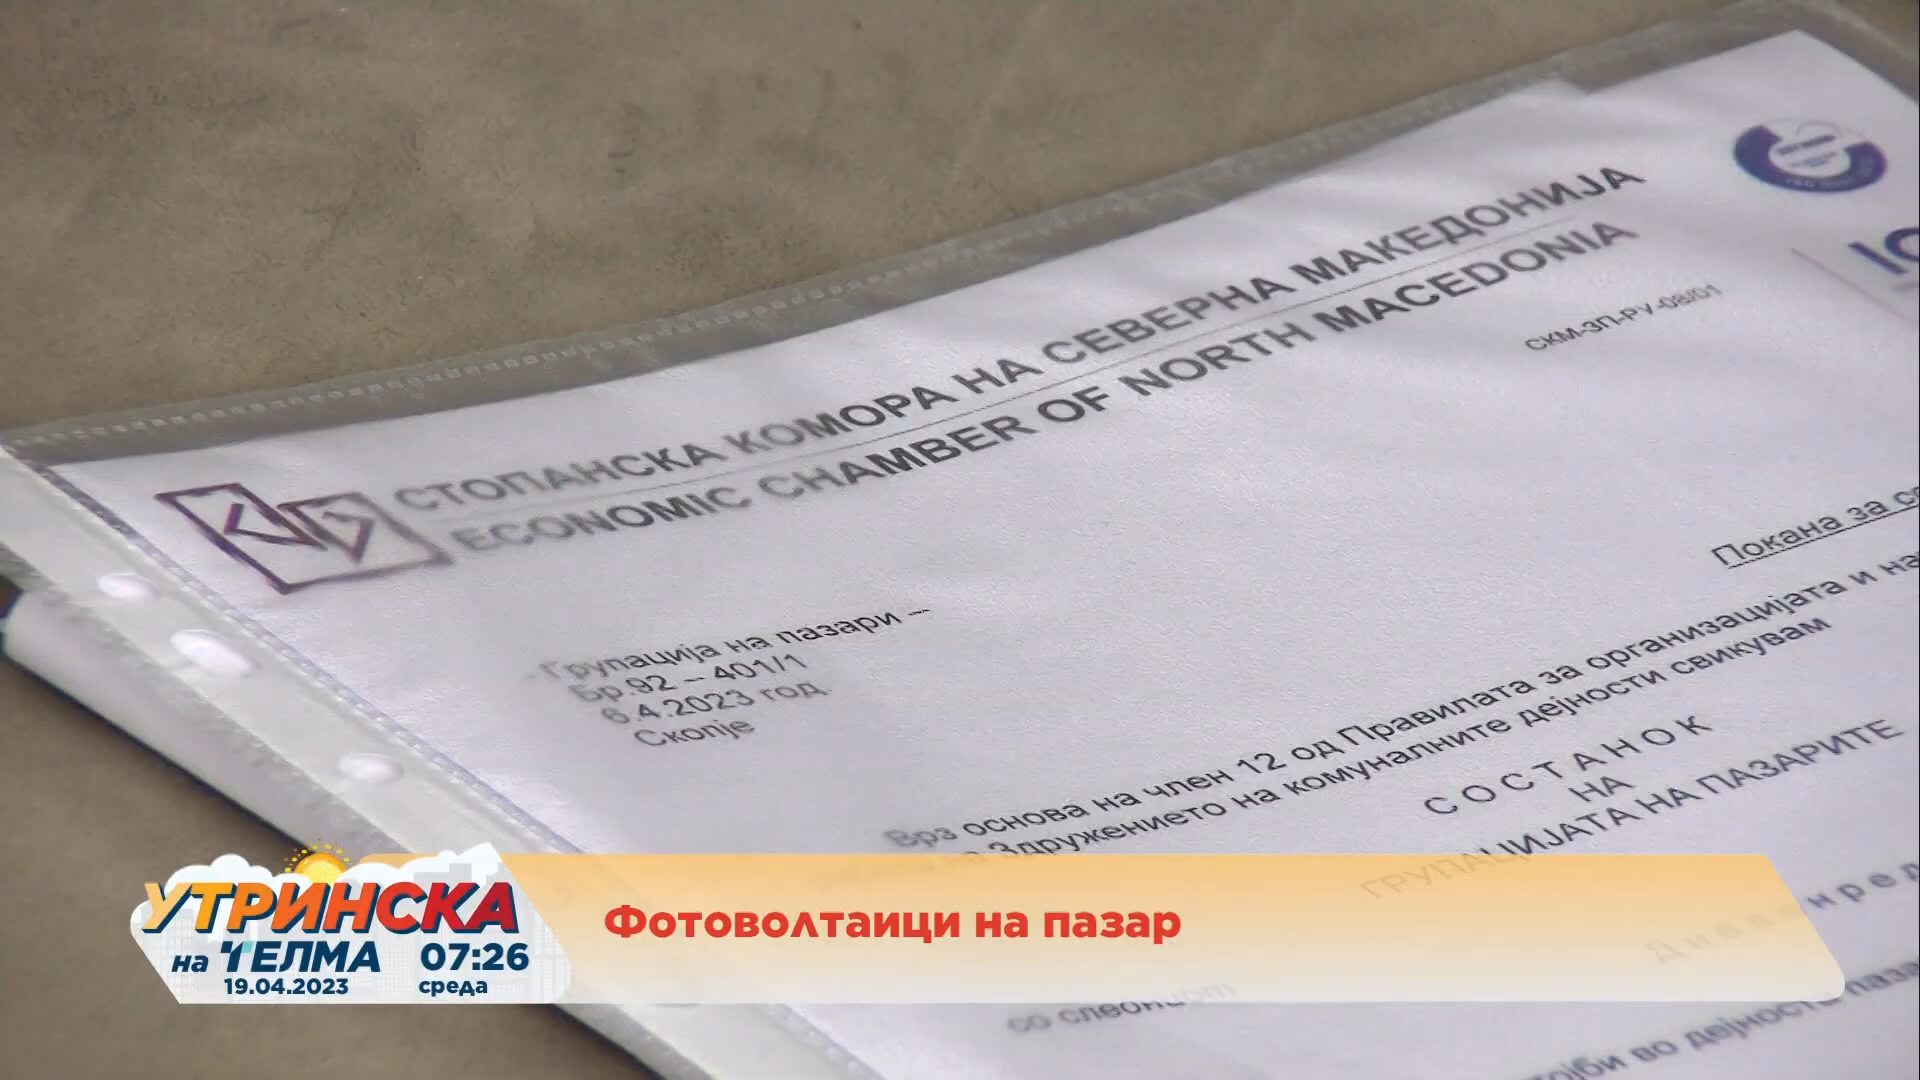 СТОПАНСКА КОМОРА НА СЕВЕРНА МАКЕДОНИЈА
ECONOMIC CHAMBER OF NORTH MACEDONIA
СКМ-ЗП-РУ-08/01
Покана за
Групација на пазари –
Бр.92 – 401/1
6.4.2023 год.
Скопје
Врз основа на член 12 од Правилата за организацијата и
Здружението на комуналните дејности свикувам
С О С Т А Н О К
НА
ГРУПАЦИЈАТА НА ПАЗАРИТЕ
УТРИНСКА
на ТЕЛМА
07:26
19.04.2023
среда
Фотоволтаици на пазар